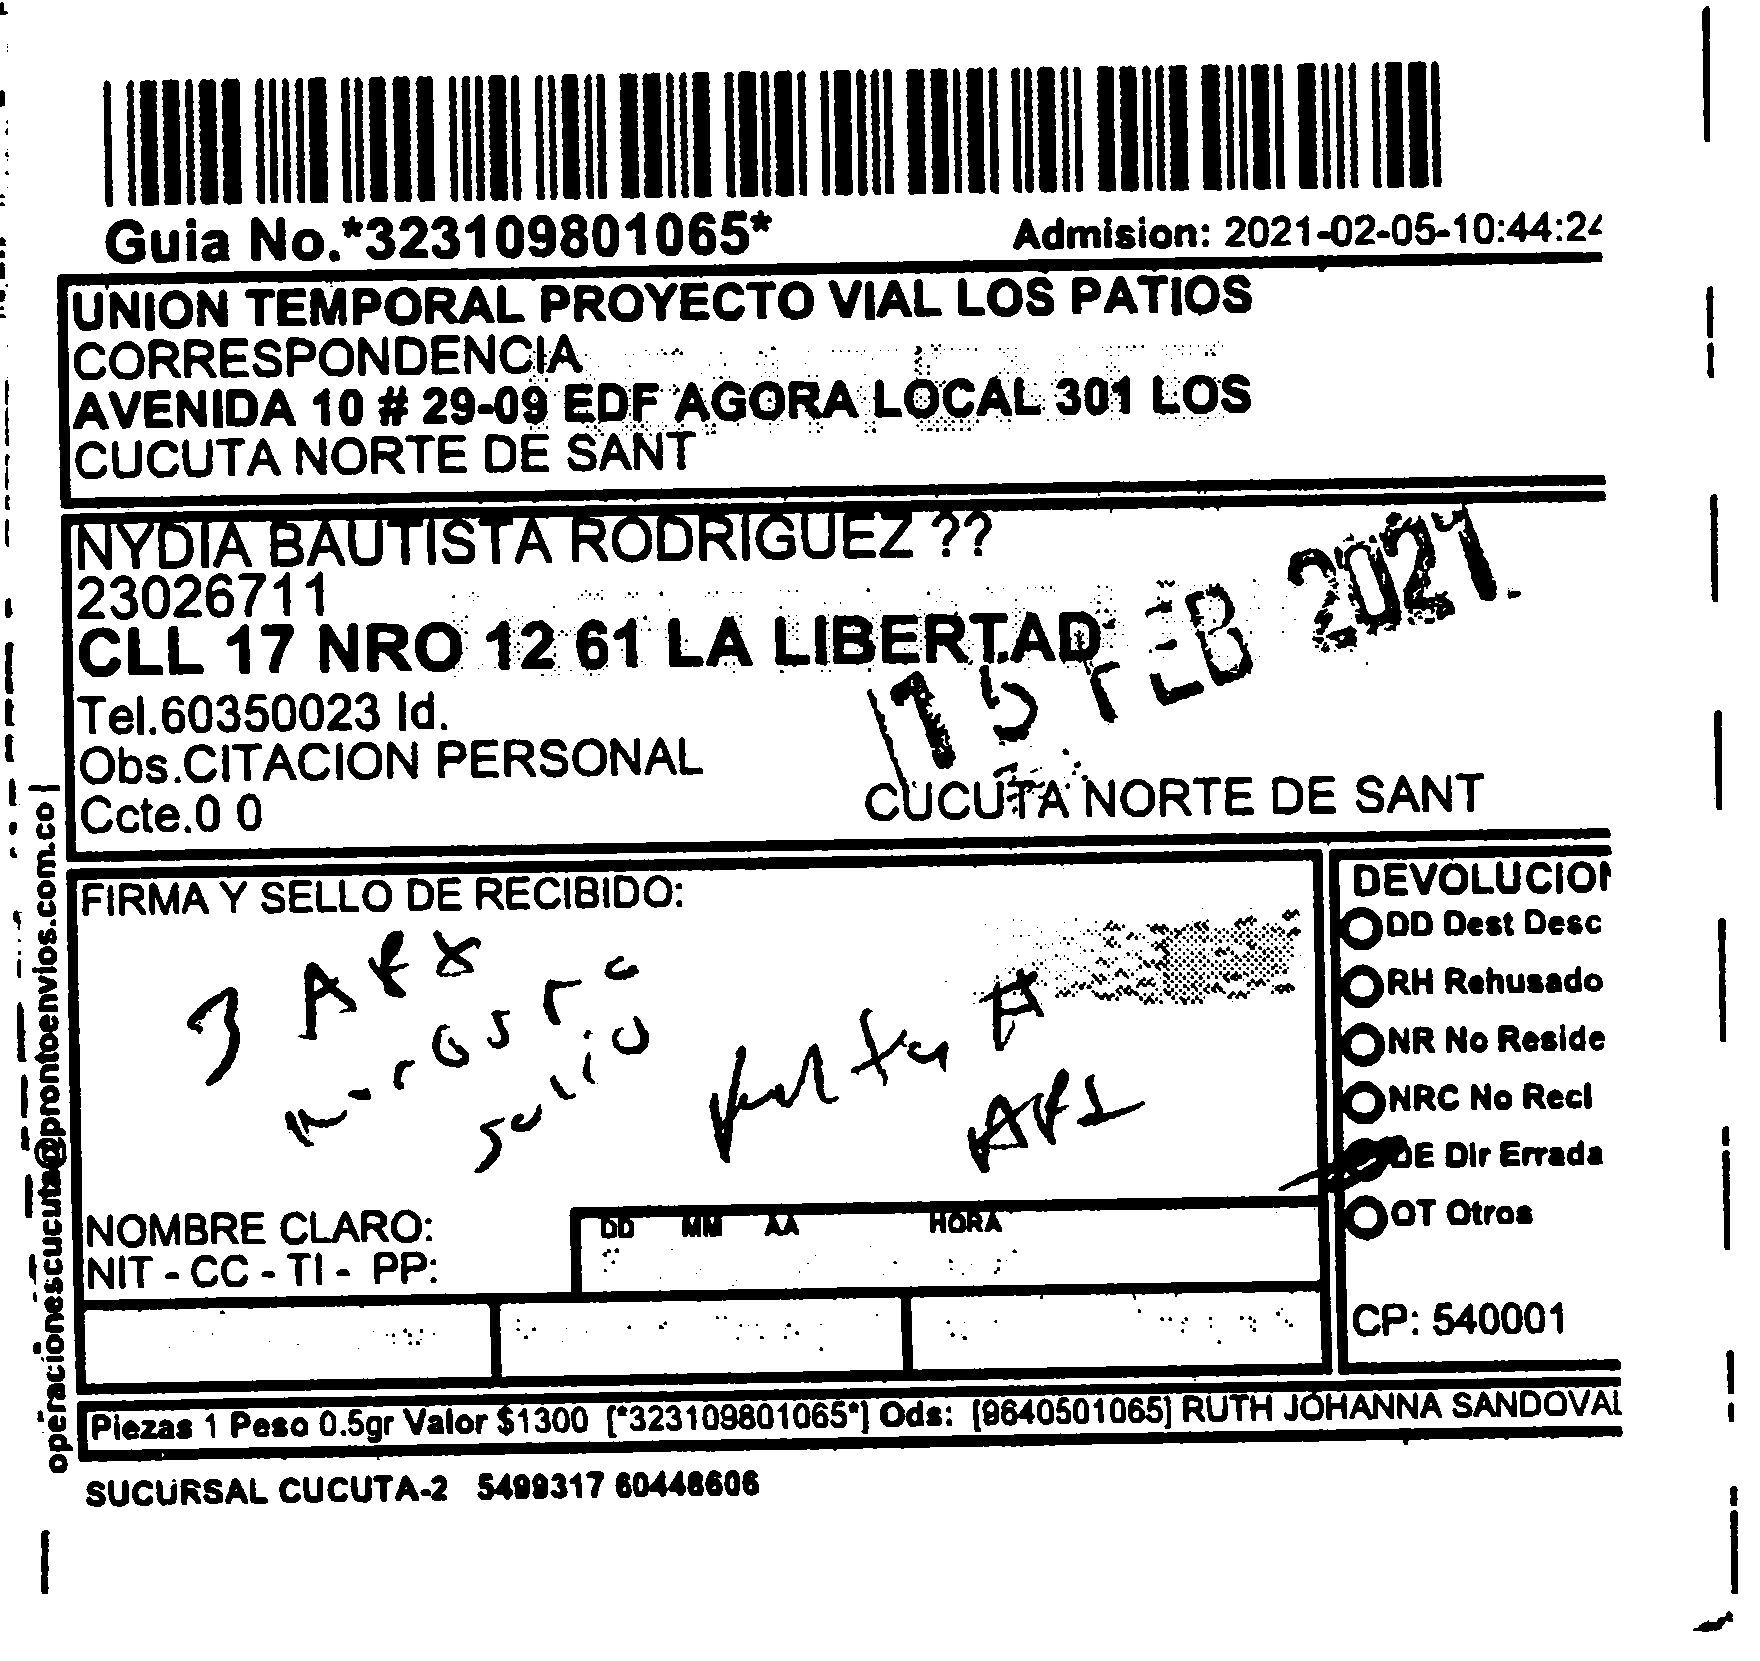 Guia No.*323109801065*
Admision: 2021-02-05-10:44:24
UNION TEMPORAL PROYECTO VIAL LOS PATIOS
CORRESPONDENCIA
AVENIDA 10 # 29-09 EDF AGORA LOCAL 301 LOS
CUCUTA NORTE DE SANT
NYDIA BAUTISTA RODRIGUEZ ??
23026711
CLL 17 NRO 12 61 LA LIBERTAD
15 FEB 2021
Tel.60350023 Id.
Obs.CITACION PERSONAL
Ccte.0 0
CUCUTA NORTE DE SANT
FIRMA Y SELLO DE RECIBIDO:
3
falta #
salio
DEVOLUCION
DD Dest Desc
RH Rehusado
NR No Reside
NRC No Recl
DE Dir Errada
OT Otros
NOMBRE CLARO:
NIT - CC - TI - PP:
DD MM AA HORA
CP: 540001
Piezas 1 Peso 0.5gr Valor $1300 [*323109801065*] Ods: [9640501065] RUTH JOHANNA SANDOVAL
SUCURSAL CUCUTA-2 5499317 60448606
operacionescucuta@prontoenvios.com.co |